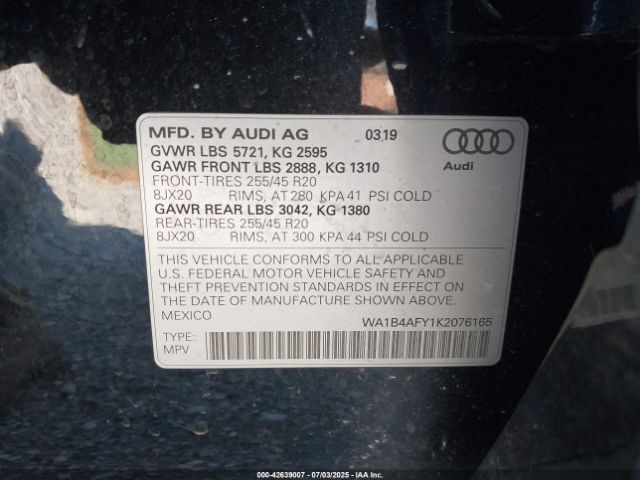 MFD. BY AUDI AG 0319
GVWR LBS 5721, KG 2595
GAWR FRONT LBS 2888, KG 1310
FRONT-TIRES 255/45 R20
8JX20 RIMS, AT 280 KPA 41 PSI COLD
GAWR REAR LBS 3042, KG 1380
REAR-TIRES 255/45 R20
8JX20 RIMS, AT 300 KPA 44 PSI COLD
Audi
THIS VEHICLE CONFORMS TO ALL APPLICABLE
U.S. FEDERAL MOTOR VEHICLE SAFETY AND
THEFT PREVENTION STANDARDS IN EFFECT ON
THE DATE OF MANUFACTURE SHOWN ABOVE.
MEXICO WA1B4AFY1K2076165
TYPE:
MPV
000-42639007 - 07/03/2025 - IAAI.COM